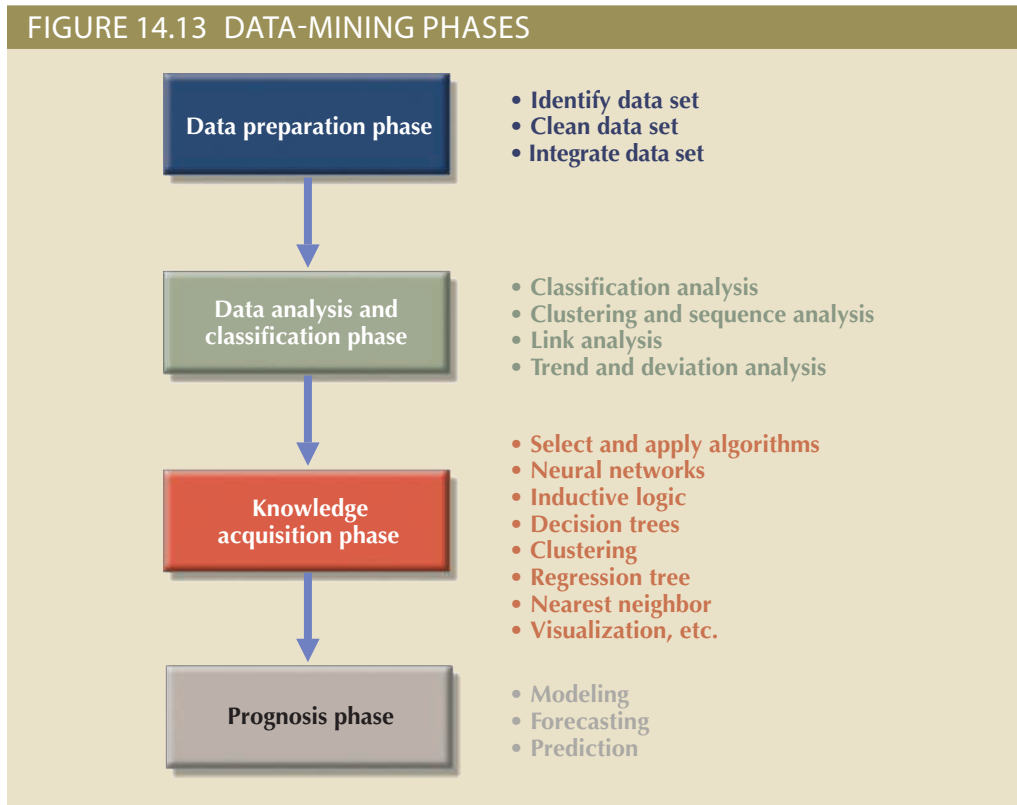 FIGURE 14.13 DATA-MINING PHASES
Data preparation phase
• Identify data set
• Clean data set
• Integrate data set
Data analysis and
classification phase
• Classification analysis
• Clustering and sequence analysis
• Link analysis
• Trend and deviation analysis
Knowledge
acquisition phase
• Select and apply algorithms
• Neural networks
• Inductive logic
• Decision trees
• Clustering
• Regression tree
• Nearest neighbor
• Visualization, etc.
Prognosis phase
• Modeling
• Forecasting
• Prediction